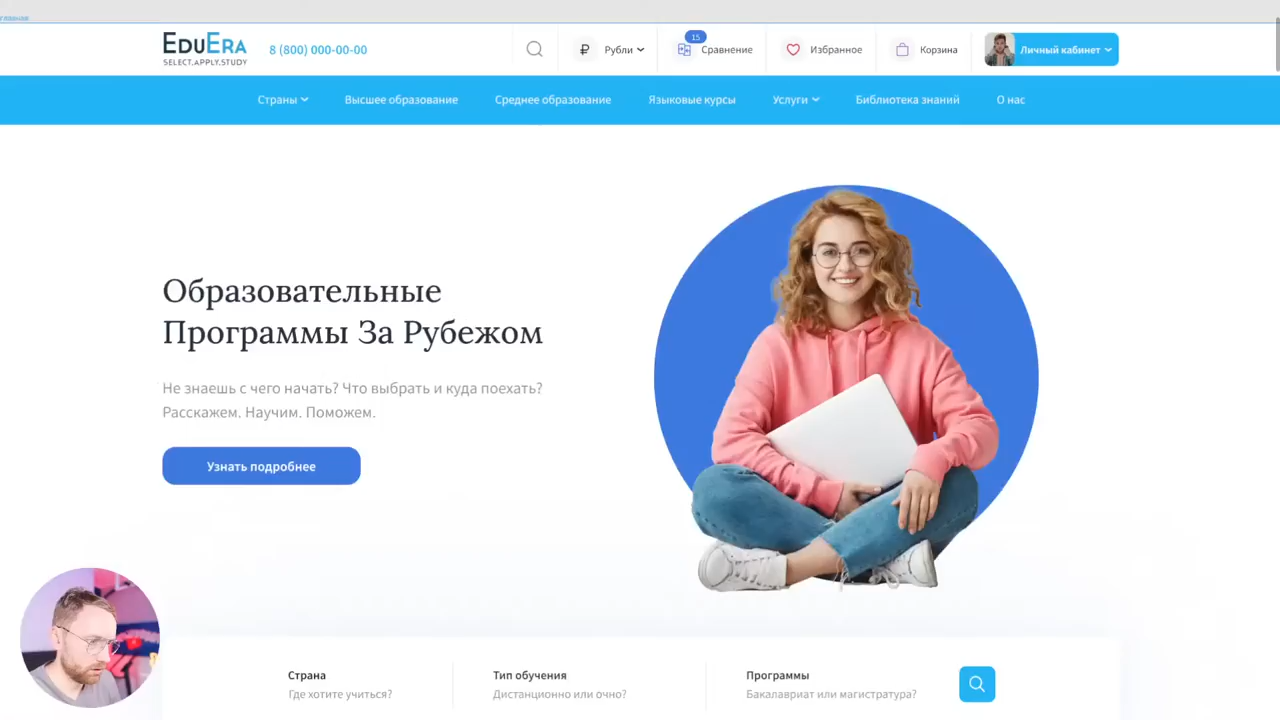 главная
EduEra
SELECT.APPLY.STUDY
8 (800) 000-00-00
₽ Рубли
15
Сравнение
Избранное
Корзина
Личный кабинет
Страны
Высшее образование
Среднее образование
Языковые курсы
Услуги
Библиотека знаний
О нас
Образовательные
Программы За Рубежом
Не знаешь с чего начать? Что выбрать и куда поехать?
Расскажем. Научим. Поможем.
Узнать подробнее
Страна
Где хотите учиться?
Тип обучения
Дистанционно или очно?
Программы
Бакалавриат или магистратура?